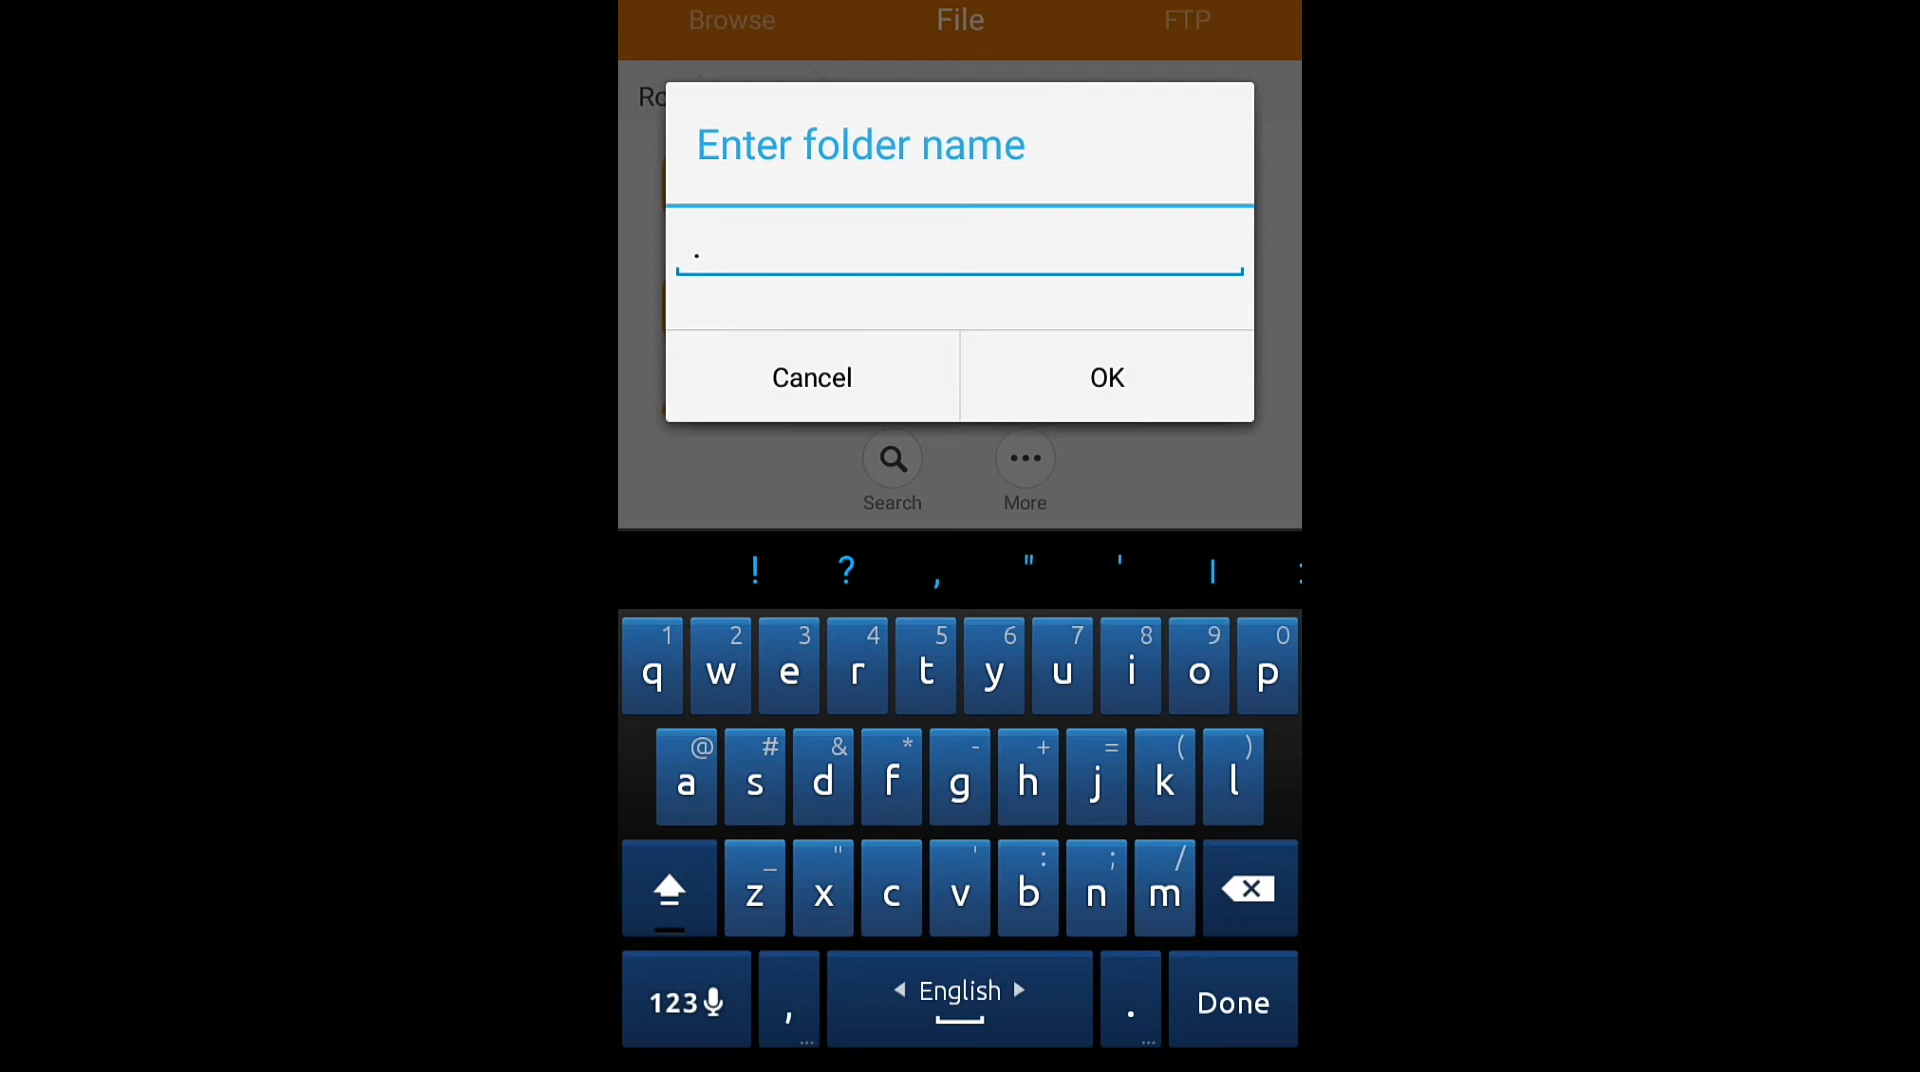 Browse File FTP
Ro
Enter folder name
.
Cancel OK
Search More
! ? , " ' |
1 2 3 4 5 6 7 8 9 0
q w e r t y u i o p
@ # & * - + = ( )
a s d f g h j k l
_ " ' : ; /
z x c v b n m
123 , English . Done
... ...